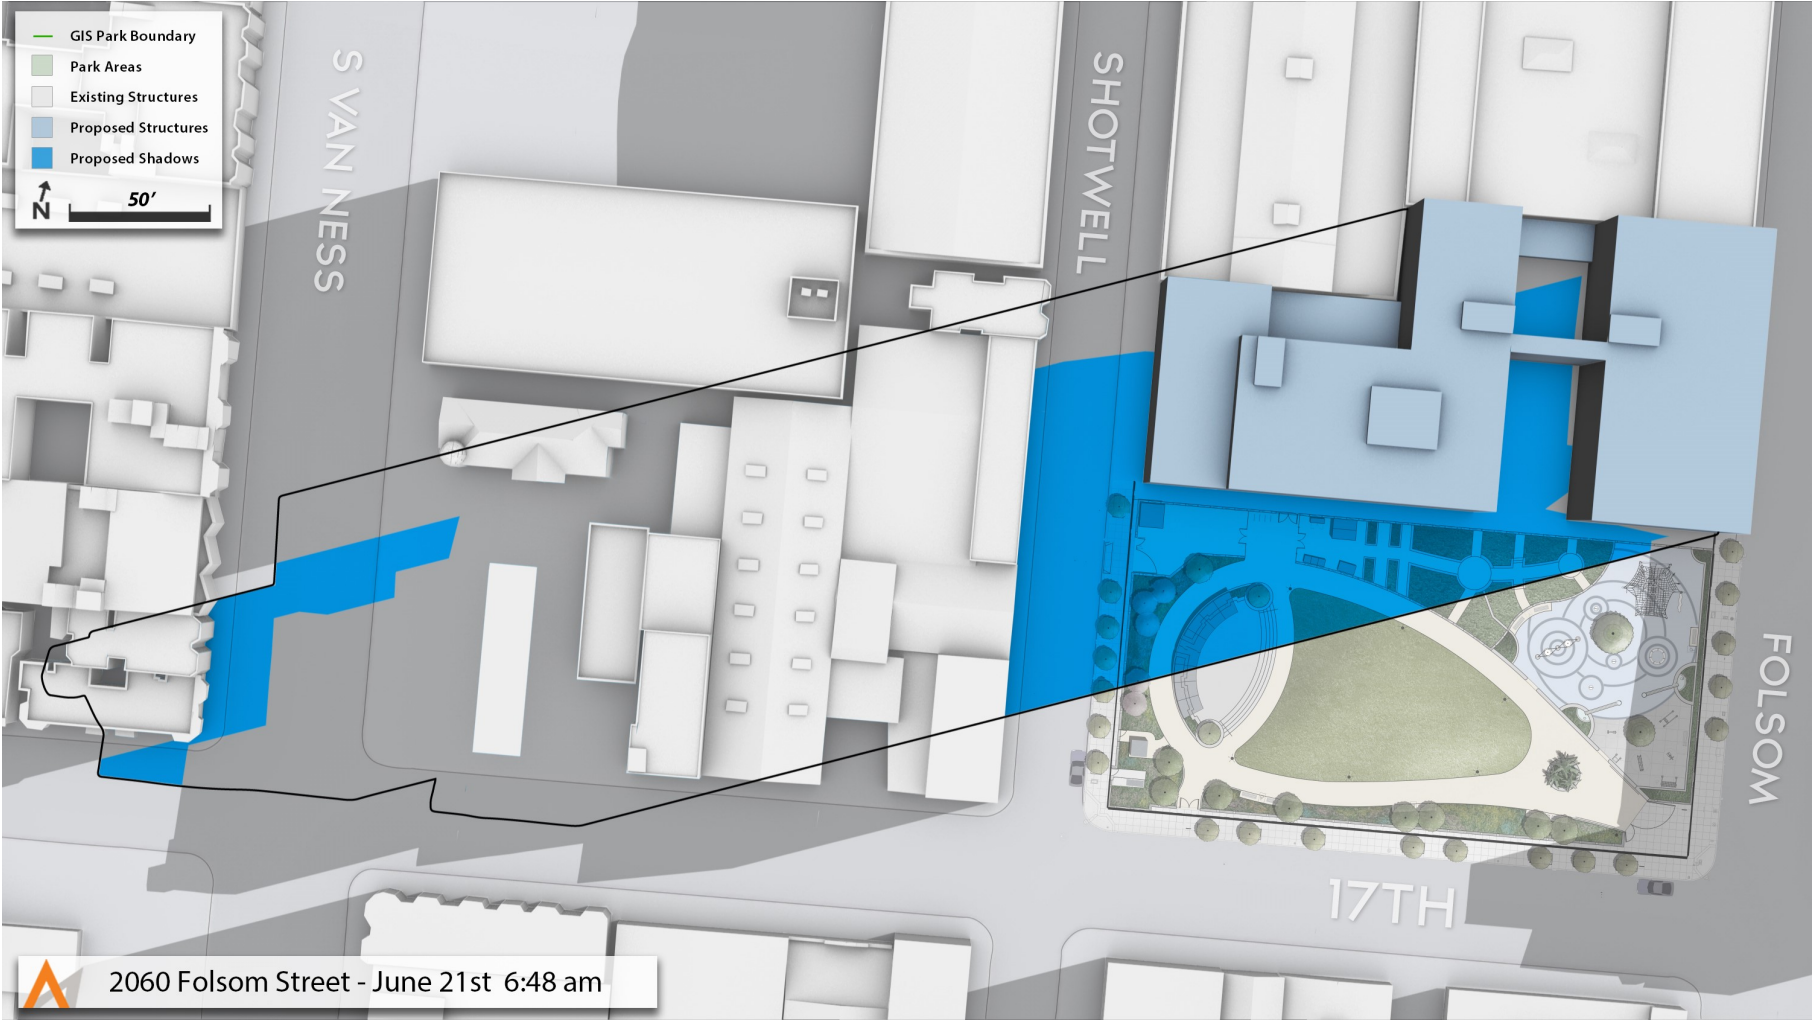 GIS Park Boundary
Park Areas
Existing Structures
Proposed Structures
Proposed Shadows
N
50'
S VAN NESS
SHOTWELL
FOLSOM
17TH
2060 Folsom Street - June 21st 6:48 am